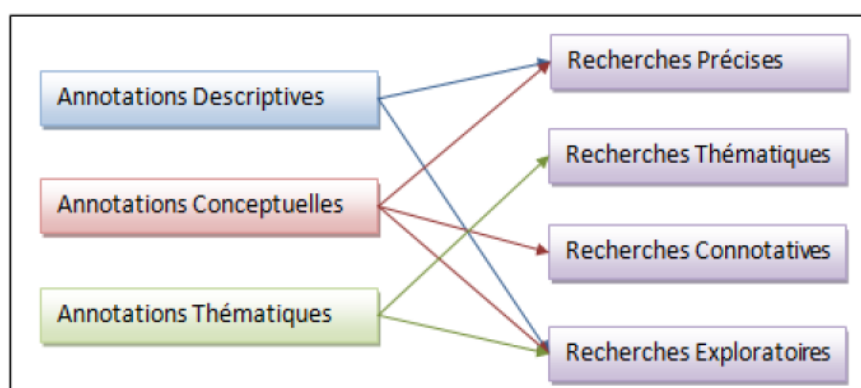 Annotations Descriptives
Annotations Conceptuelles
Annotations Thématiques
Recherches Précises
Recherches Thématiques
Recherches Connotatives
Recherches Exploratoires